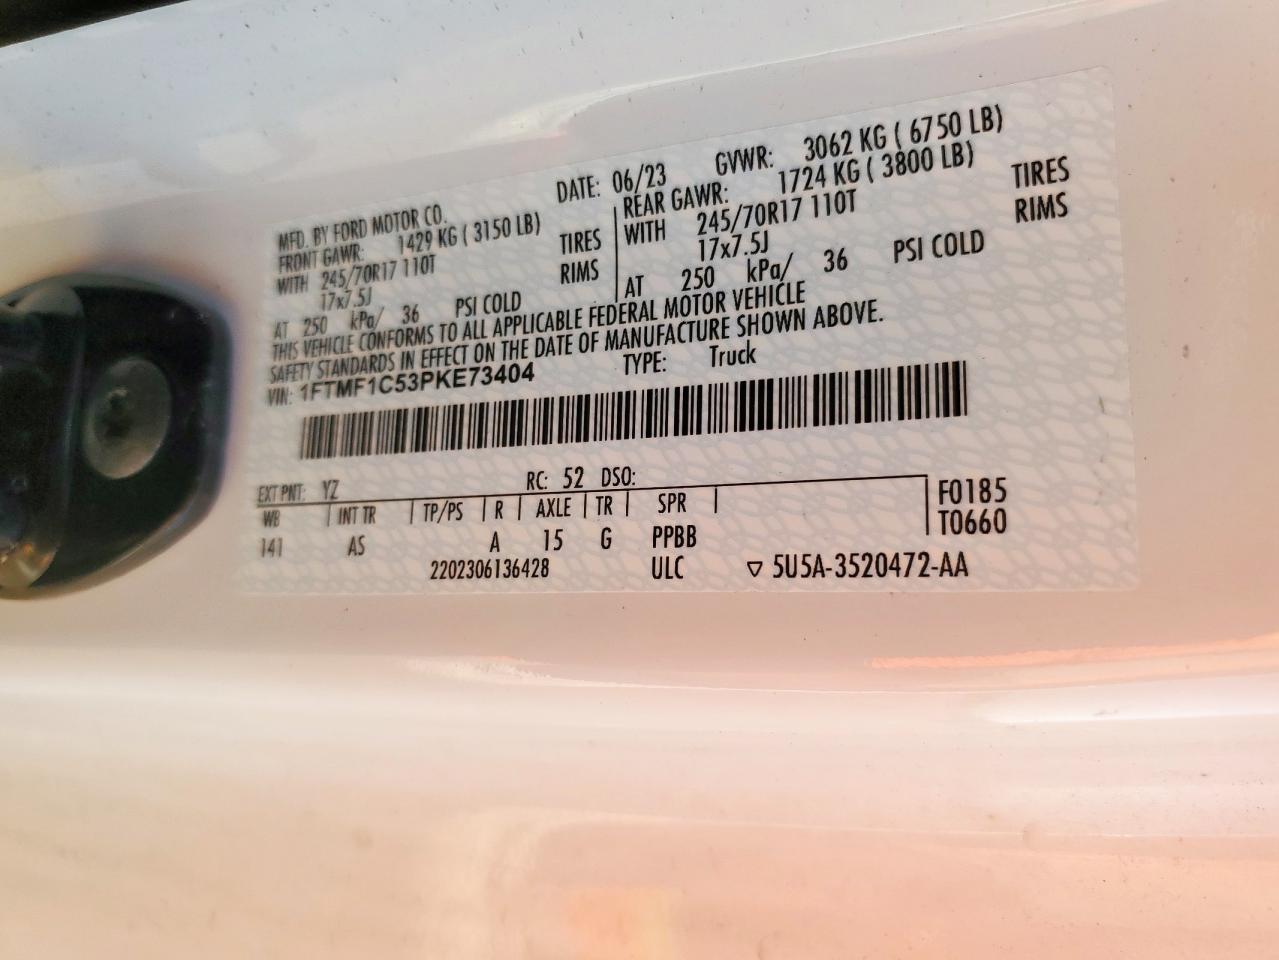 MFD. BY FORD MOTOR CO. DATE: 06/23 GVWR: 3062 KG ( 6750 LB)
FRONT GAWR: 1429 KG ( 3150 LB) REAR GAWR: 1724 KG ( 3800 LB)
WITH 245/70R17 110T TIRES WITH 245/70R17 110T TIRES
17x7.5J RIMS 17x7.5J RIMS
AT 250 kPa/ 36 PSI COLD AT 250 kPa/ 36 PSI COLD
THIS VEHICLE CONFORMS TO ALL APPLICABLE FEDERAL MOTOR VEHICLE
SAFETY STANDARDS IN EFFECT ON THE DATE OF MANUFACTURE SHOWN ABOVE.
VIN: 1FTMF1C53PKE73404 TYPE: Truck
EXT PNT: YZ RC: 52 DSO:
WB INT TR TP/PS R AXLE TR SPR F0185
141 AS A 15 G PPBB T0660
2202306136428 ULC ▽ 5U5A-3520472-AA